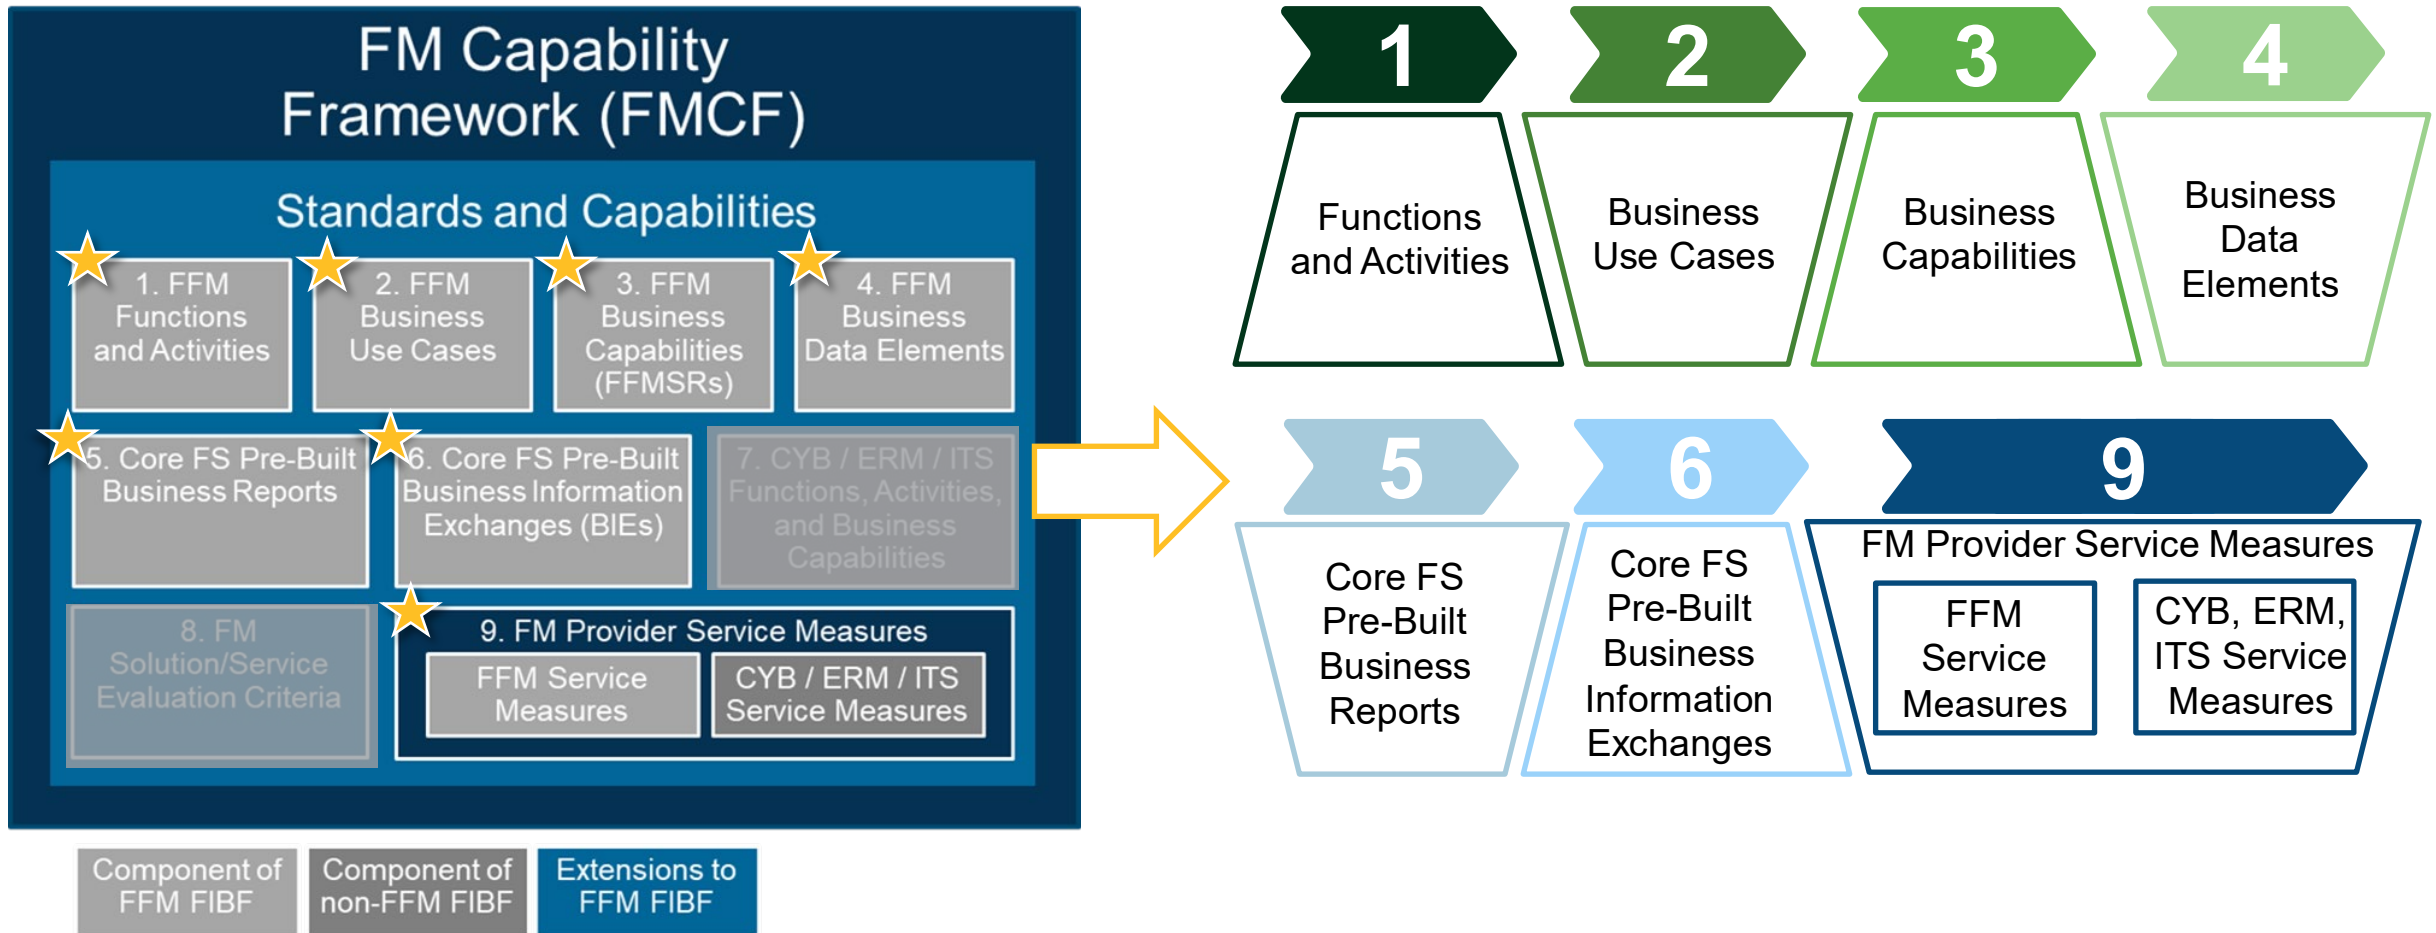 FM Capability
Framework (FMCF)
Standards and Capabilities
1. FFM
Functions
and Activities
2. FFM
Business
Use Cases
3. FFM
Business
Capabilities
(FFMSRs)
4. FFM
Business
Data Elements
5. Core FS Pre-Built
Business Reports
6. Core FS Pre-Built
Business Information
Exchanges (BIEs)
7. CYB / ERM / ITS
Functions, Activities,
and Business
Capabilities
8. FM
Solution/Service
Evaluation Criteria
9. FM Provider Service Measures
FFM Service
Measures
CYB / ERM / ITS
Service Measures
Component of
FFM FIBF
Component of
non-FFM FIBF
Extensions to
FFM FIBF
1
Functions
and Activities
2
Business
Use Cases
3
Business
Capabilities
4
Business
Data
Elements
5
Core FS
Pre-Built
Business
Reports
6
Core FS
Pre-Built
Business
Information
Exchanges
9
FM Provider Service Measures
FFM
Service
Measures
CYB, ERM,
ITS Service
Measures